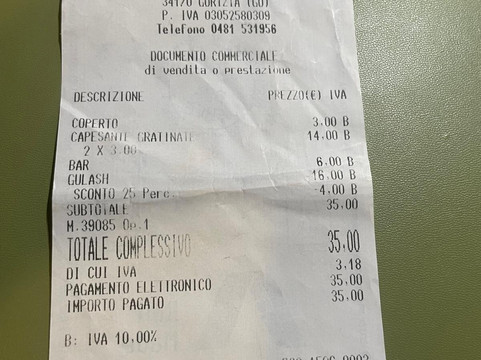 34170 GORIZIA (GO)
P. IVA 03052580309
Telefono 0481 531956
DOCUMENTO COMMERCIALE
di vendita o prestazione
DESCRIZIONE PREZZO(€) IVA
COPERTO 3.00 B
CAPESANTE GRATINATE 14.00 B
2 X 3.00
BAR 6.00 B
GULASH 16.00 B
SCONTO 25 Perc. -4.00 B
SUBTOTALE 35.00
M.39085 Op.1
TOTALE COMPLESSIVO 35.00
DI CUI IVA 3.18
PAGAMENTO ELETTRONICO 35.00
IMPORTO PAGATO 35.00
B: IVA 10.00%